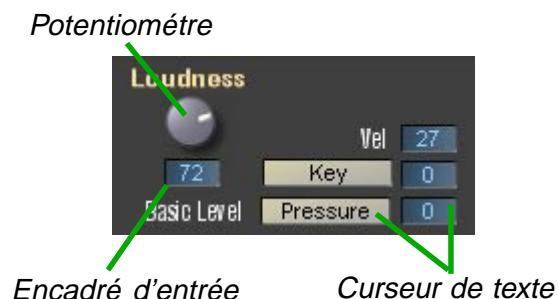 Potentiométre
Loudness
Vel 27
72 Key 0
Basic Level Pressure 0
Encadré d'entrée Curseur de texte